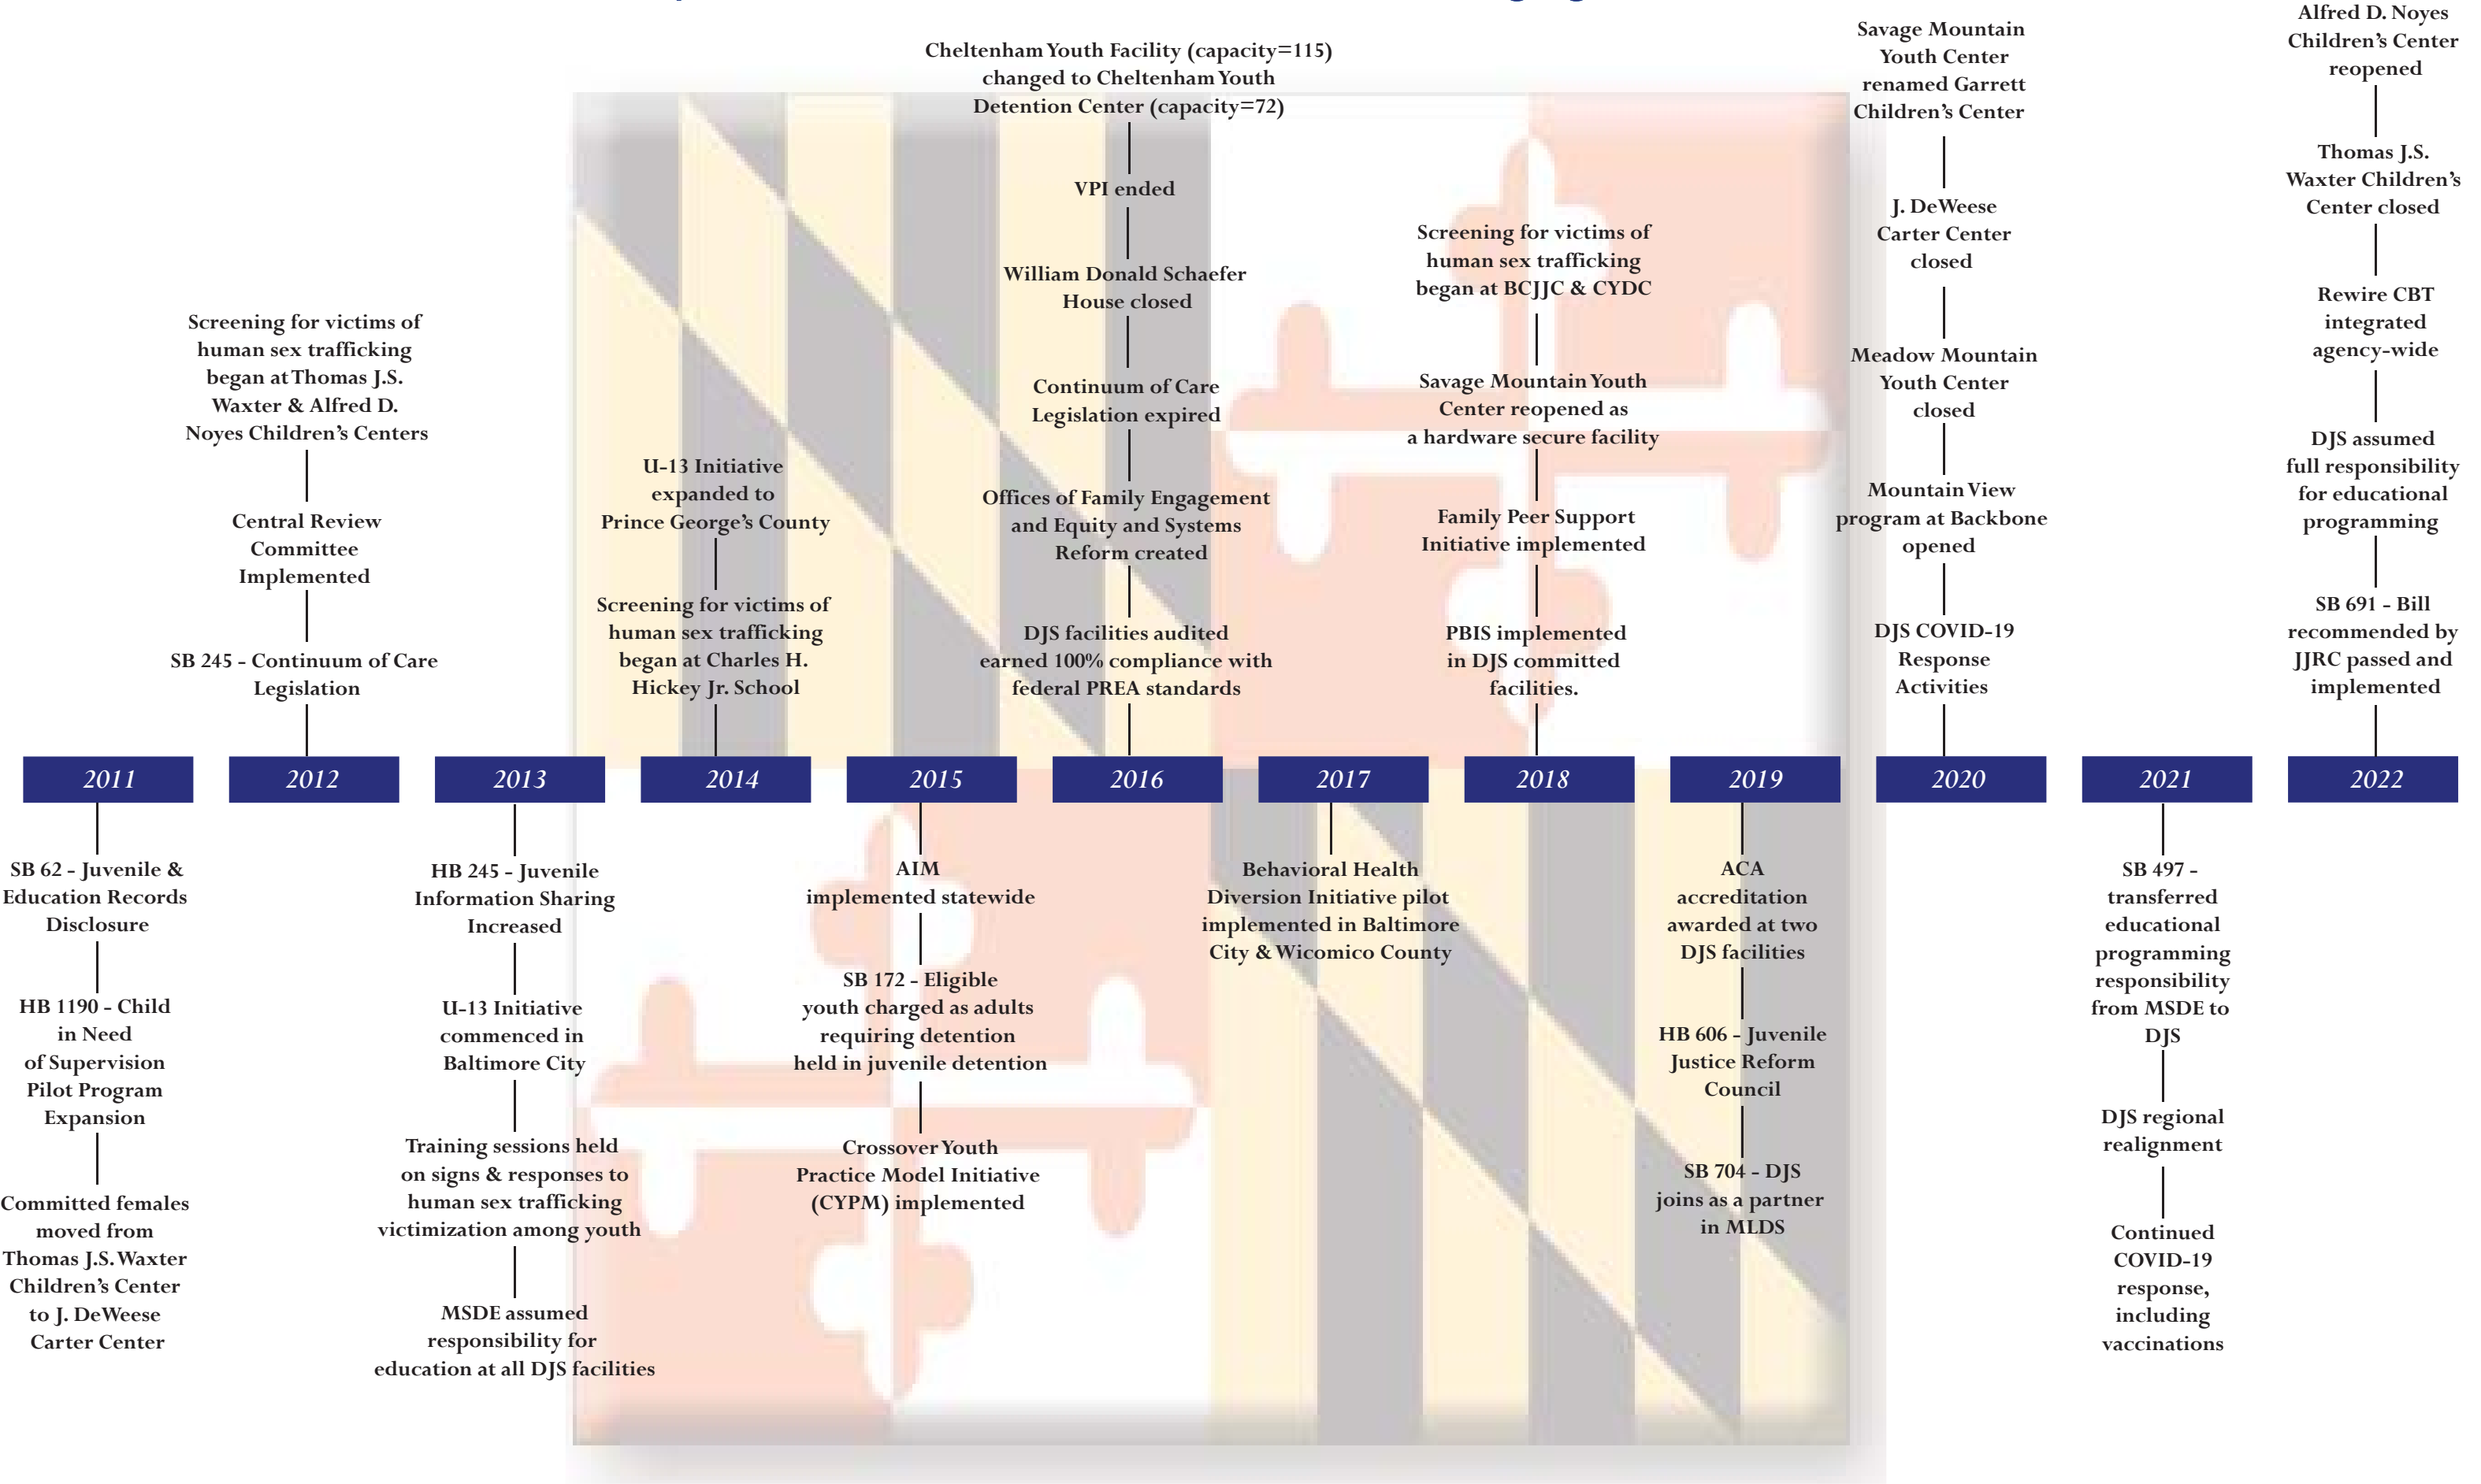 Cheltenham Youth Facility (capacity=115)
changed to Cheltenham Youth
Detention Center (capacity=72)
VPI ended
William Donald Schaefer
House closed
Continuum of Care
Legislation expired
Offices of Family Engagement
and Equity and Systems
Reform created
DJS facilities audited
earned 100% compliance with
federal PREA standards
Savage Mountain
Youth Center
renamed Garrett
Children's Center
J. DeWeese
Carter Center
closed
Meadow Mountain
Youth Center
closed
Mountain View
program at Backbone
opened
DJS COVID-19
Response
Activities
Alfred D. Noyes
Children's Center
reopened
Thomas J.S.
Waxter Children's
Center closed
Rewire CBT
integrated
agency-wide
DJS assumed
full responsibility
for educational
programming
SB 691 - Bill
recommended by
JJRC passed and
implemented
Screening for victims of
human sex trafficking
began at BCJJC & CYDC
Savage Mountain Youth
Center reopened as
a hardware secure facility
Family Peer Support
Initiative implemented
PBIS implemented
in DJS committed
facilities.
Screening for victims of
human sex trafficking
began at Thomas J.S.
Waxter & Alfred D.
Noyes Children's Centers
Central Review
Committee
Implemented
SB 245 - Continuum of Care
Legislation
U-13 Initiative
expanded to
Prince George's County
Screening for victims of
human sex trafficking
began at Charles H.
Hickey Jr. School
2011
2012
2013
2014
2015
2016
2017
2018
2019
2020
2021
2022
SB 62 - Juvenile &
Education Records
Disclosure
HB 1190 - Child
in Need
of Supervision
Pilot Program
Expansion
Committed females
moved from
Thomas J.S. Waxter
Children's Center
to J. DeWeese
Carter Center
HB 245 - Juvenile
Information Sharing
Increased
U-13 Initiative
commenced in
Baltimore City
Training sessions held
on signs & responses to
human sex trafficking
victimization among youth
MSDE assumed
responsibility for
education at all DJS facilities
AIM
implemented statewide
SB 172 - Eligible
youth charged as adults
requiring detention
held in juvenile detention
Crossover Youth
Practice Model Initiative
(CYPM) implemented
Behavioral Health
Diversion Initiative pilot
implemented in Baltimore
City & Wicomico County
ACA
accreditation
awarded at two
DJS facilities
HB 606 - Juvenile
Justice Reform
Council
SB 704 - DJS
joins as a partner
in MLDS
SB 497 -
transferred
educational
programming
responsibility
from MSDE to
DJS
DJS regional
realignment
Continued
COVID-19
response,
including
vaccinations